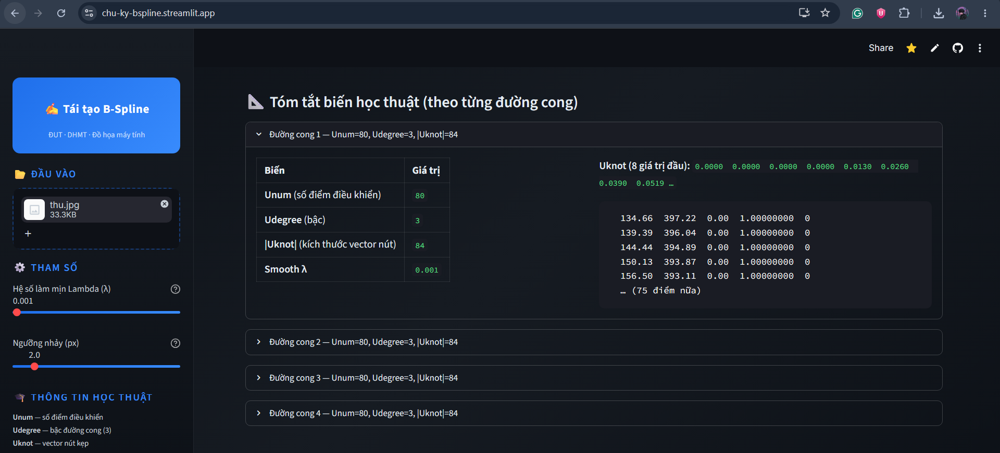 chu-ky-bspline.streamlit.app
Share
✍️ Tái tạo B-Spline
ĐUT · DHMT · Đồ họa máy tính
ĐẦU VÀO
thu.jpg
33.3KB
+
THAM SỐ
Hệ số làm mịn Lambda (λ)
0.001
Ngưỡng nhảy (px)
2.0
THÔNG TIN HỌC THUẬT
Unum — số điểm điều khiển
Udegree — bậc đường cong (3)
Uknot — vector nút kẹp
Tóm tắt biến học thuật (theo từng đường cong)
Đường cong 1 — Unum=80, Udegree=3, |Uknot|=84
Biến Giá trị
Unum (số điểm điều khiển) 80
Udegree (bậc) 3
|Uknot| (kích thước vector nút) 84
Smooth λ 0.001
Uknot (8 giá trị đầu): 0.0000 0.0000 0.0000 0.0000 0.0130 0.0260
0.0390 0.0519 …
134.66 397.22 0.00 1.00000000 0
139.39 396.04 0.00 1.00000000 0
144.44 394.89 0.00 1.00000000 0
150.13 393.87 0.00 1.00000000 0
156.50 393.11 0.00 1.00000000 0
… (75 điểm nữa)
Đường cong 2 — Unum=80, Udegree=3, |Uknot|=84
Đường cong 3 — Unum=80, Udegree=3, |Uknot|=84
Đường cong 4 — Unum=80, Udegree=3, |Uknot|=84